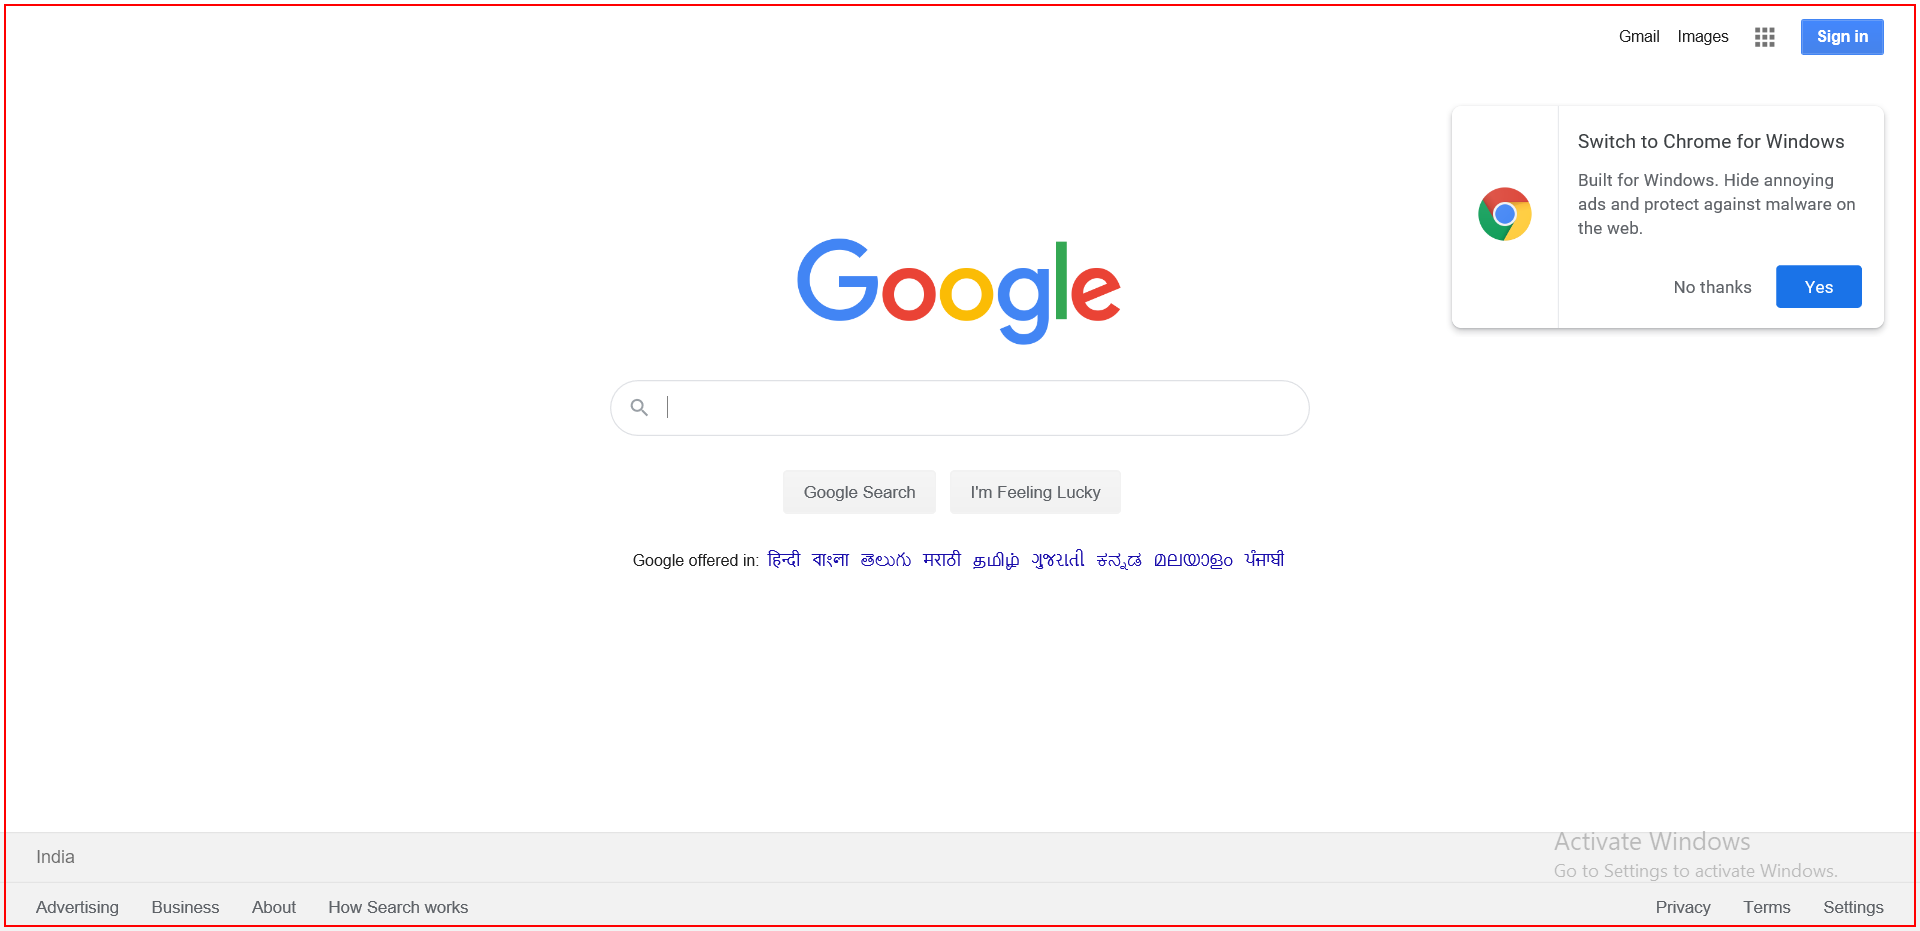 Gmail Images Sign in
Switch to Chrome for Windows
Built for Windows. Hide annoying
ads and protect against malware on
the web.
No thanks Yes
Google
Google Search I'm Feeling Lucky
Google offered in: हिन्दी বাংলা తెలుగు मराठी தமிழ் ગુજરાતી ಕನ್ನಡ മലയാളം ਪੰਜਾਬੀ
Activate Windows
Go to Settings to activate Windows.
India
Advertising Business About How Search works Privacy Terms Settings